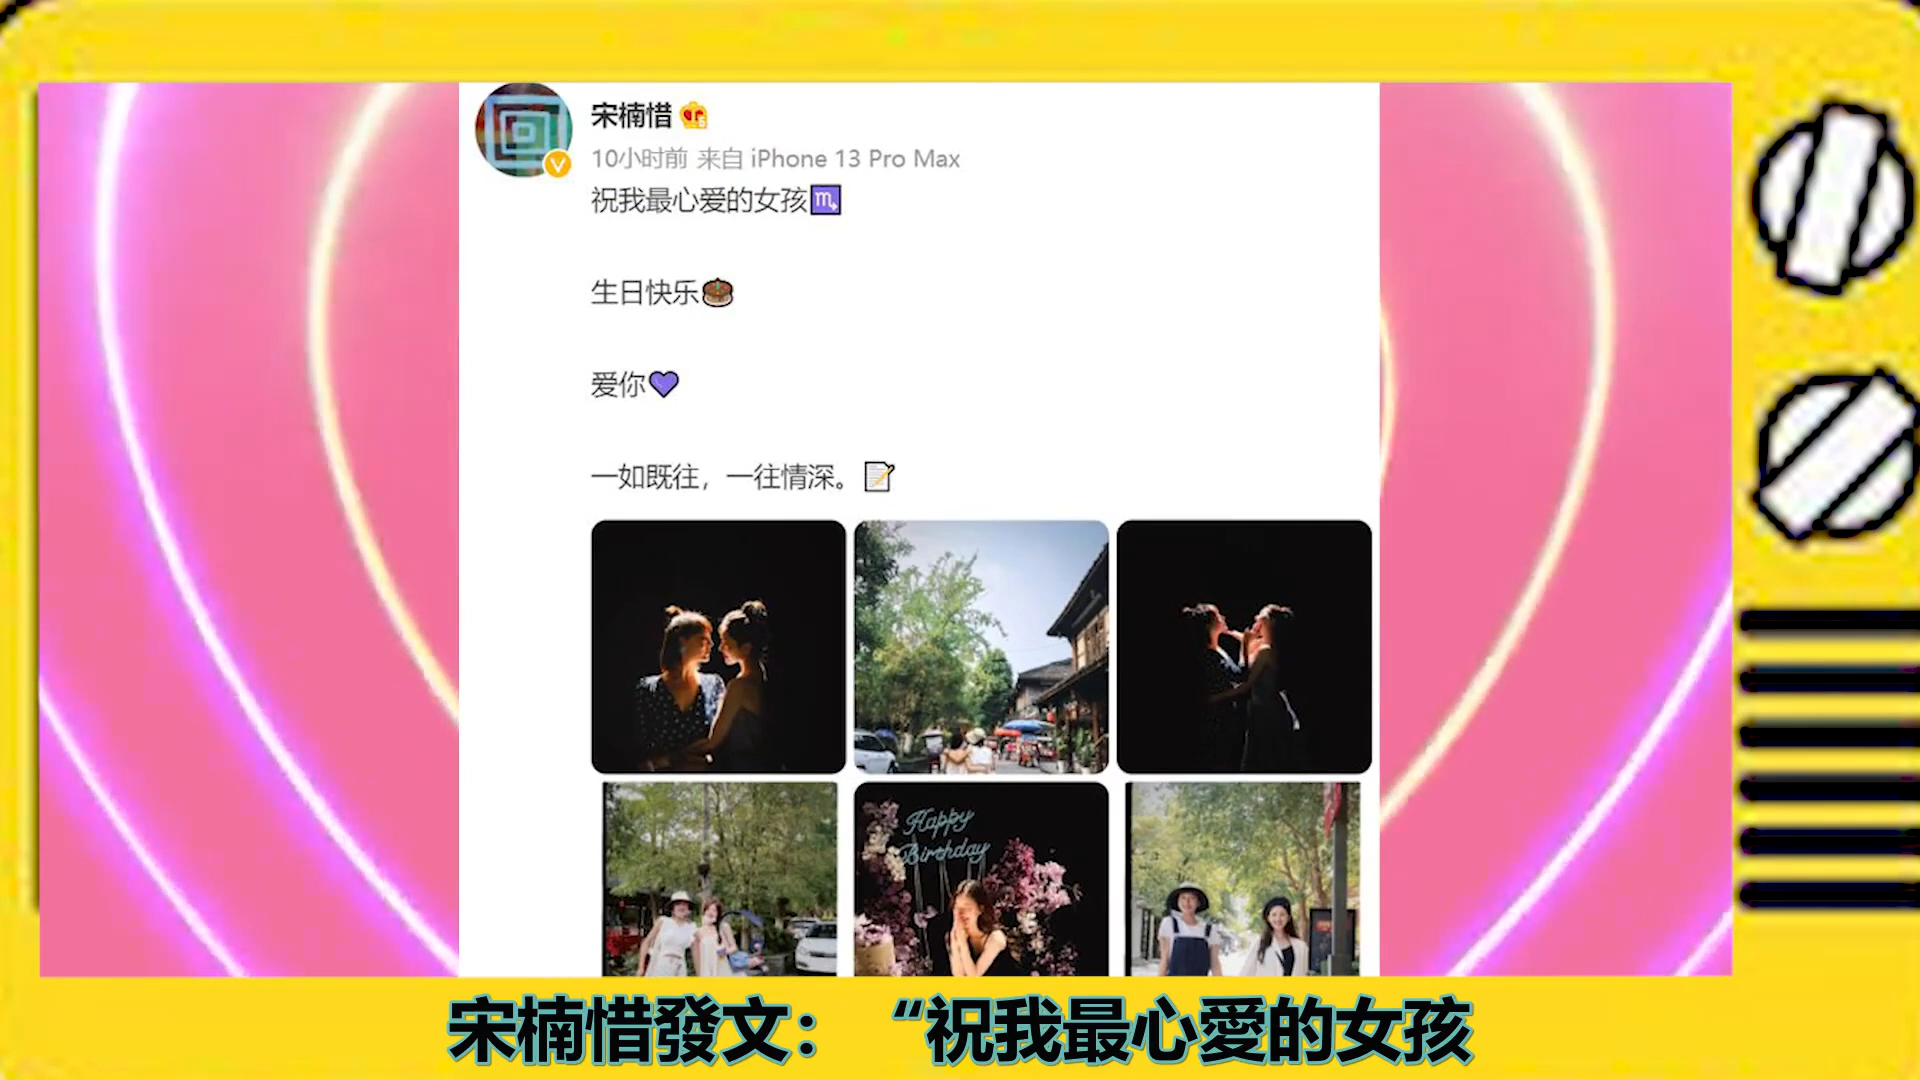 宋楠惜
10小时前 来自 iPhone 13 Pro Max
祝我最心爱的女孩♏
生日快乐🎂
爱你💜
一如既往，一往情深。📝
Happy
Birthday
宋楠惜發文：“祝我最心愛的女孩